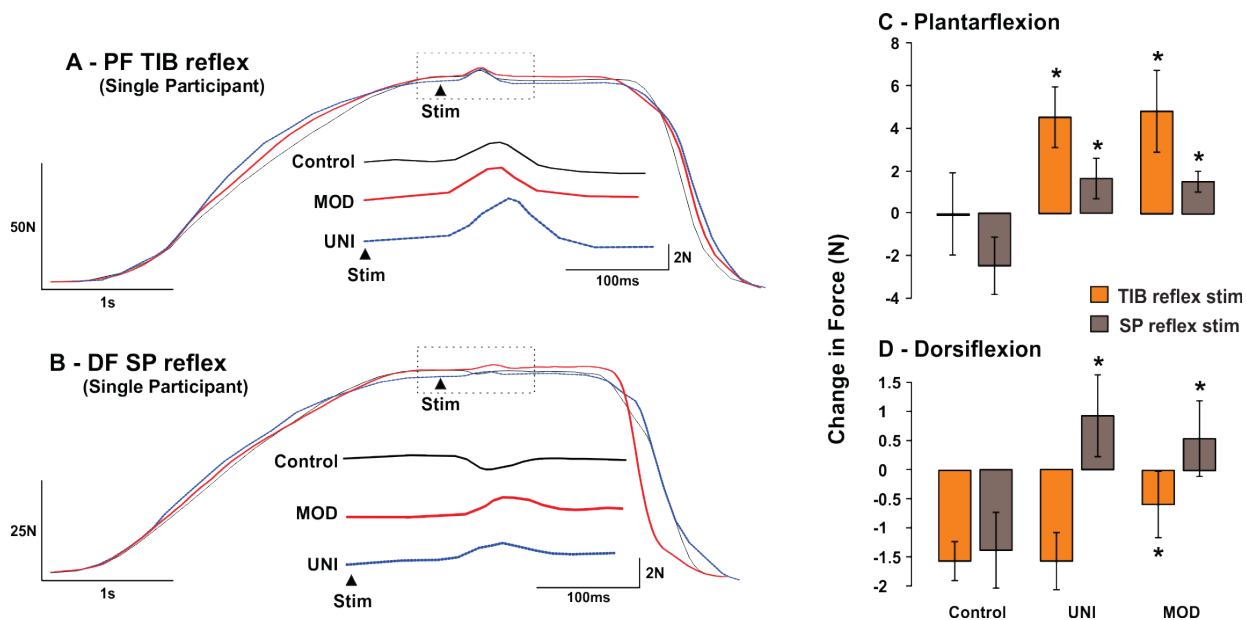 A - PF TIB reflex
(Single Participant)
Stim
Control
MOD
UNI
Stim
50N
1s
2N
100ms
B - DF SP reflex
(Single Participant)
Stim
Control
MOD
UNI
Stim
25N
1s
2N
100ms
C - Plantarflexion
8
6
4
2
0
-2
-4
* * * *
Change in Force (N)
TIB reflex stim
SP reflex stim
D - Dorsiflexion
1.5
1
0.5
0
-0.5
-1
-1.5
-2
* * *
Control UNI MOD